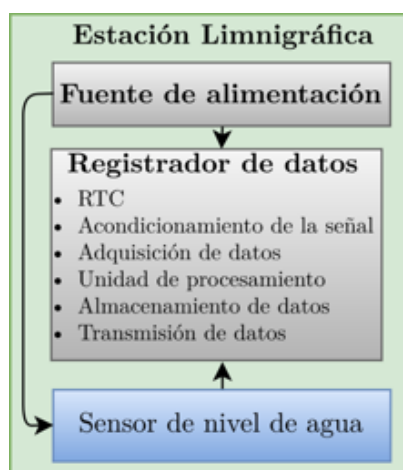 Estación Limnigráfica
Fuente de alimentación
Registrador de datos
• RTC
• Acondicionamiento de la señal
• Adquisición de datos
• Unidad de procesamiento
• Almacenamiento de datos
• Transmisión de datos
Sensor de nivel de agua